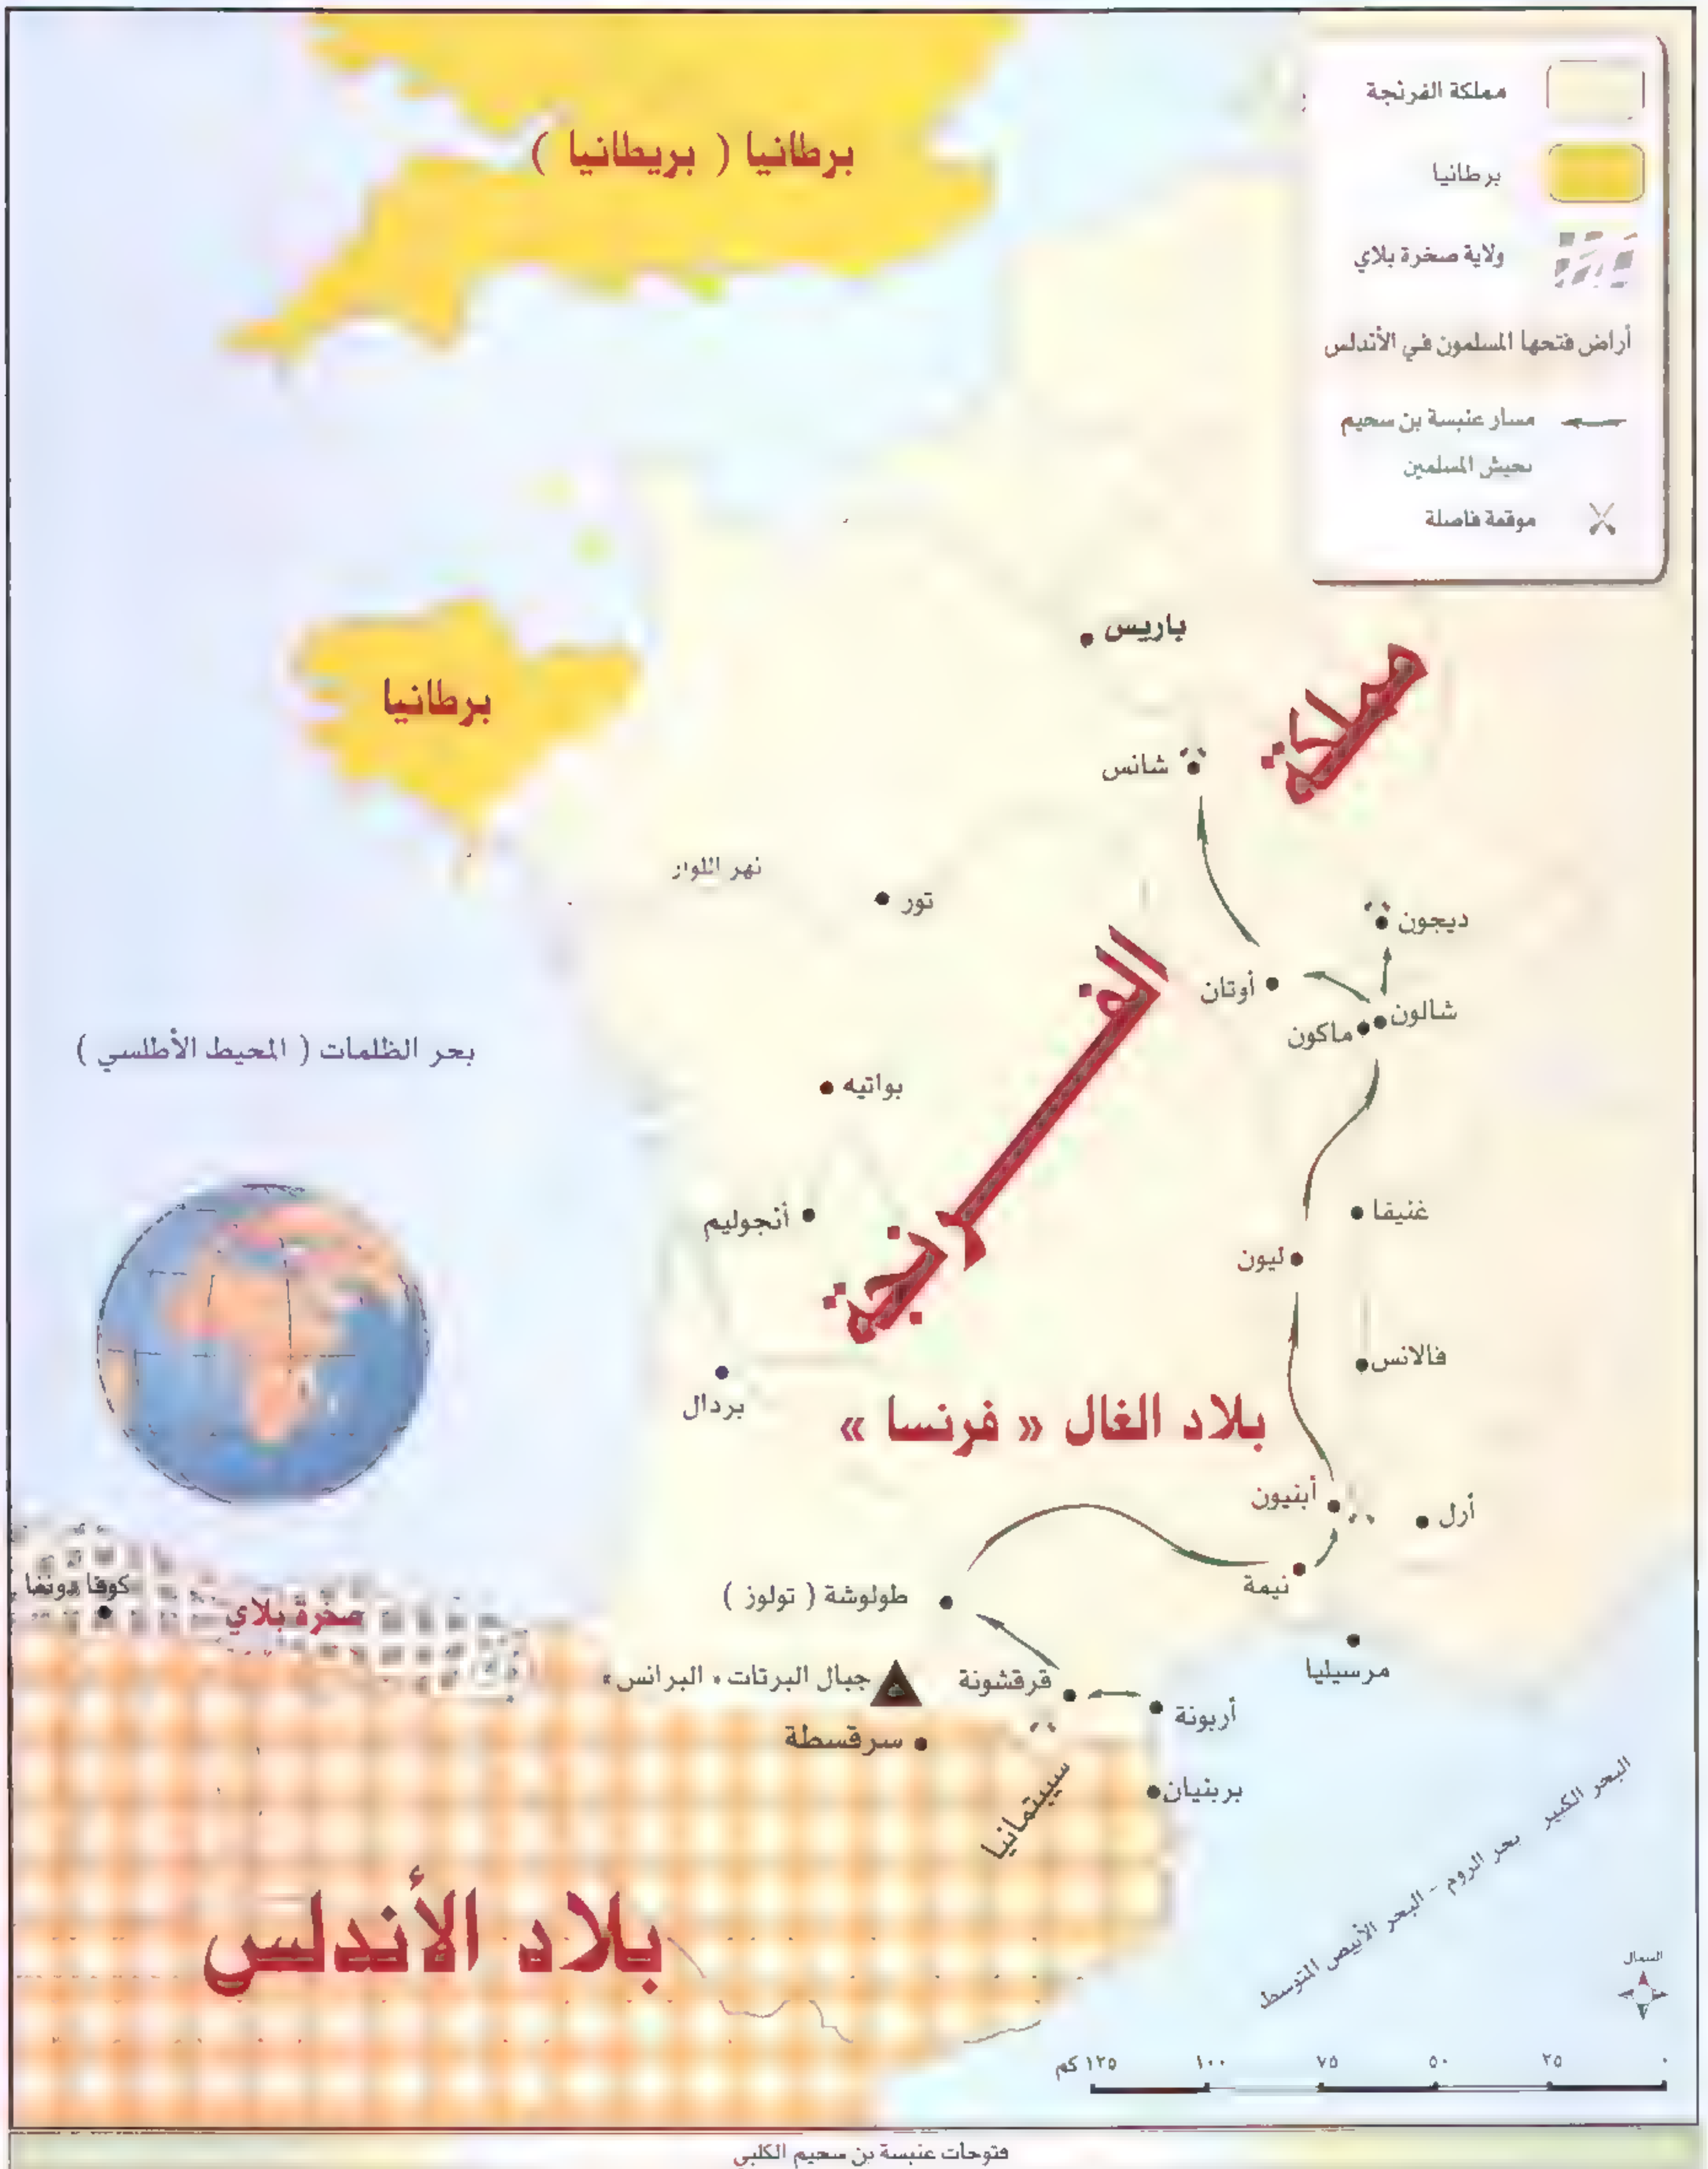 مملكة الفرنجة
برطانيا
ولاية صخرة بلاي
أراض فتحها المسلمون في الأندلس
مسار عنبسة بن سحيم
بجيش المسلمين
موقعة فاصلة
برطانيا ( بريطانيا )
برطانيا
باريس
مملكة
الفرنجة
شانس
نهر اللوار
تور
ديجون
أوتان
شالون
ماكون
بحر الظلمات ( المحيط الأطلسي )
بواتيه
أنجوليم
غنيفا
ليون
فالانس
بردال
بلاد الغال « فرنسا »
أبنيون
أرل
نيمة
طولوشة ( تولوز )
كوفا دونغا
صخرة بلاي
مرسيليا
جبال البرتات « البرانس »
قرقشونة
أربونة
سرقسطة
بربنيان
سيبتمانيا
البحر الكبير
بحر الروم - البحر الأبيض المتوسط
بلاد الأندلس
الشمال
٠ ٢٥ ٥٠ ٧٥ ١٠٠ ١٢٥ كم
فتوحات عنبسة بن سحيم الكلبي